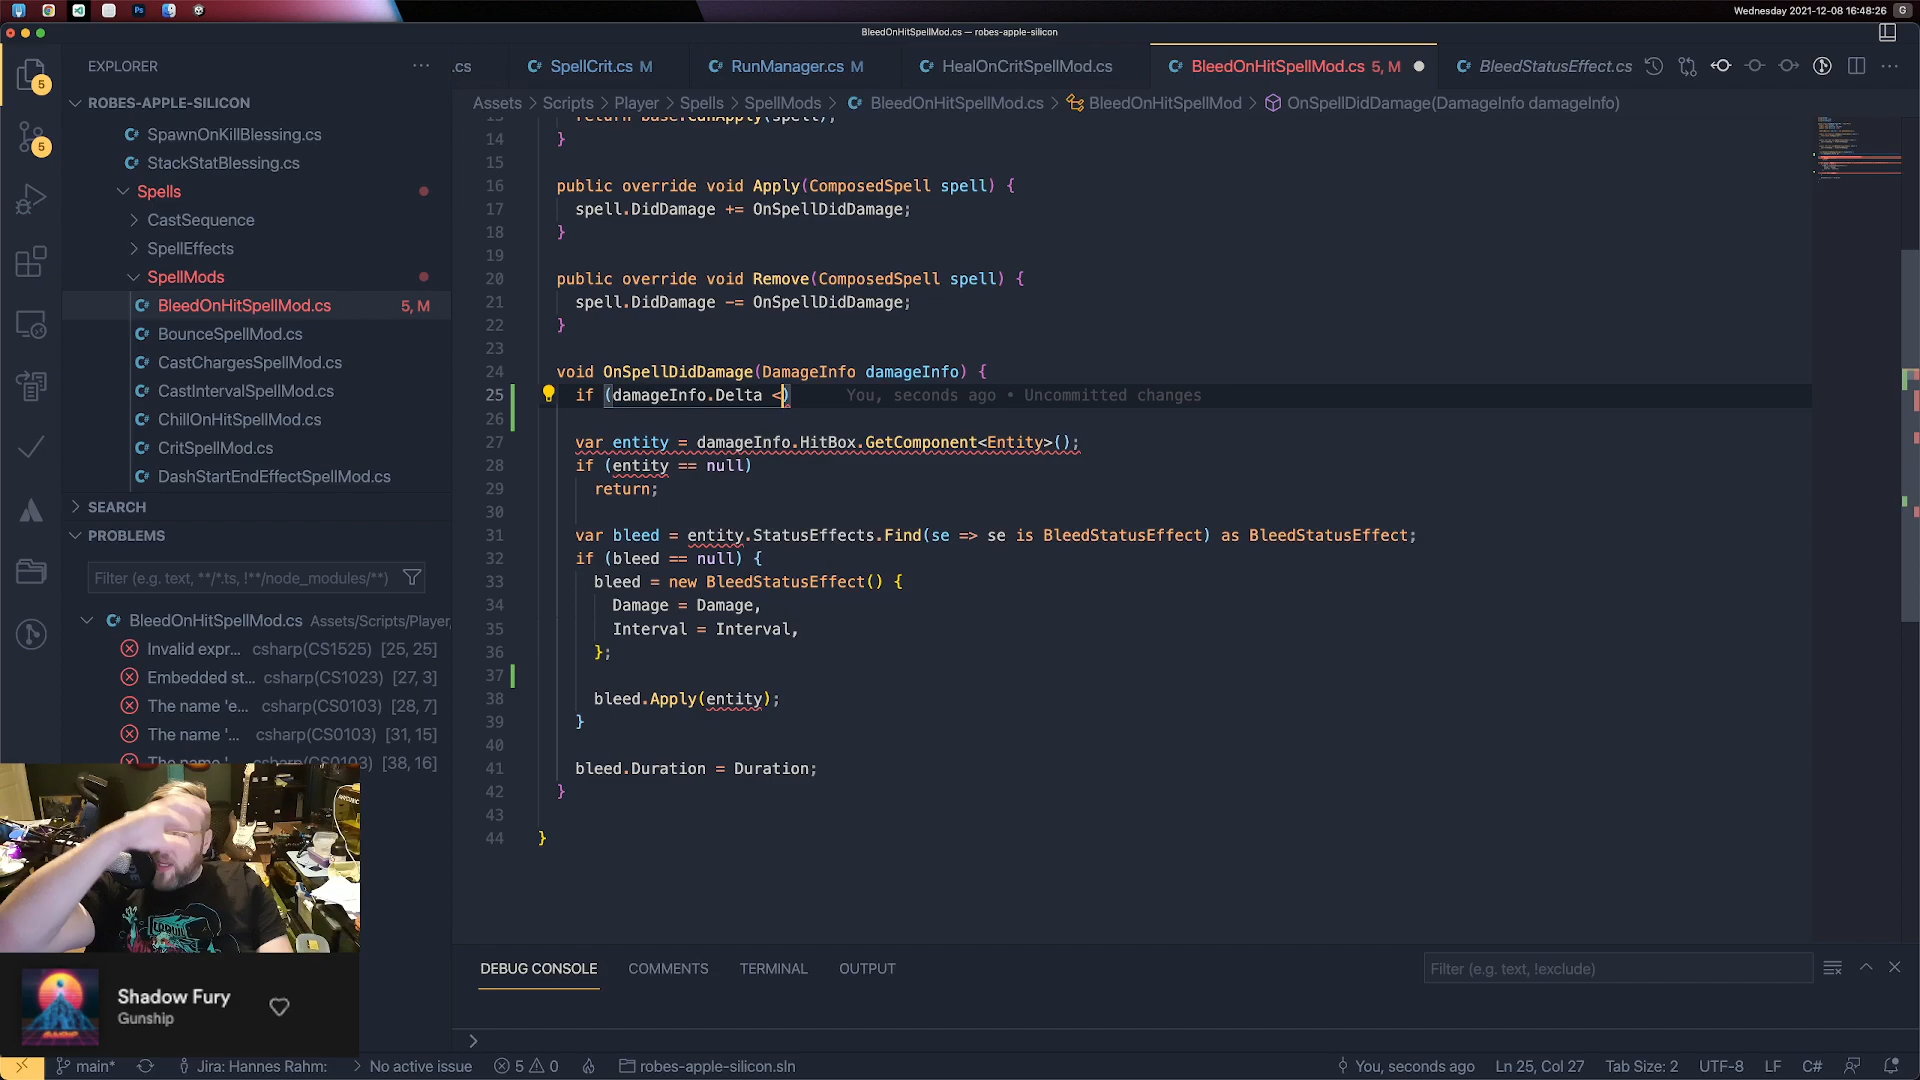 Wednesday 2021-12-08 16:48:26
G
BleedOnHitSpellMod.cs — robes-apple-silicon
5
5
EXPLORER
ROBES-APPLE-SILICON
SpawnOnKillBlessing.cs
StackStatBlessing.cs
Spells
CastSequence
SpellEffects
SpellMods
BleedOnHitSpellMod.cs 5, M
BounceSpellMod.cs
CastChargesSpellMod.cs
CastIntervalSpellMod.cs
ChillOnHitSpellMod.cs
CritSpellMod.cs
DashStartEndEffectSpellMod.cs
SEARCH
PROBLEMS
Filter (e.g. text, **/*.ts, !**/node_modules/**)
BleedOnHitSpellMod.cs Assets/Scripts/Player,
Invalid expr... csharp(CS1525) [25, 25]
Embedded st... csharp(CS1023) [27, 3]
The name 'e... csharp(CS0103) [28, 7]
The name '... csharp(CS0103) [31, 15]
The name '... csharp(CS0103) [38, 16]
.cs
SpellCrit.cs M
RunManager.cs M
HealOnCritSpellMod.cs
BleedOnHitSpellMod.cs 5, M
BleedStatusEffect.cs
Assets > Scripts > Player > Spells > SpellMods > BleedOnHitSpellMod.cs > BleedOnHitSpellMod > OnSpellDidDamage(DamageInfo damageInfo)
13 return base.CanApply(spell);
14 }
15
16 public override void Apply(ComposedSpell spell) {
17 spell.DidDamage += OnSpellDidDamage;
18 }
19
20 public override void Remove(ComposedSpell spell) {
21 spell.DidDamage -= OnSpellDidDamage;
22 }
23
24 void OnSpellDidDamage(DamageInfo damageInfo) {
25 if (damageInfo.Delta <) You, seconds ago • Uncommitted changes
26
27 var entity = damageInfo.HitBox.GetComponent<Entity>();
28 if (entity == null)
29 return;
30
31 var bleed = entity.StatusEffects.Find(se => se is BleedStatusEffect) as BleedStatusEffect;
32 if (bleed == null) {
33 bleed = new BleedStatusEffect() {
34 Damage = Damage,
35 Interval = Interval,
36 };
37
38 bleed.Apply(entity);
39 }
40
41 bleed.Duration = Duration;
42 }
43
44 }
DEBUG CONSOLE COMMENTS TERMINAL OUTPUT
Filter (e.g. text, !exclude)
Shadow Fury
Gunship
main* Jira: Hannes Rahm: No active issue 5 0 robes-apple-silicon.sln You, seconds ago Ln 25, Col 27 Tab Size: 2 UTF-8 LF C#